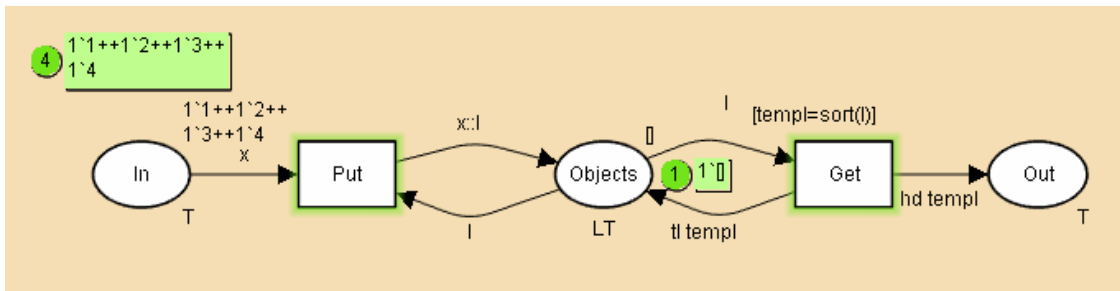 4
1`1++1`2++1`3++
1`4
1`1++1`2++
1`3++1`4
x
In
T
Put
x::l
l
[]
Objects
LT
1
1`[]
l
[templ=sort(l)]
Get
tl templ
hd templ
Out
T